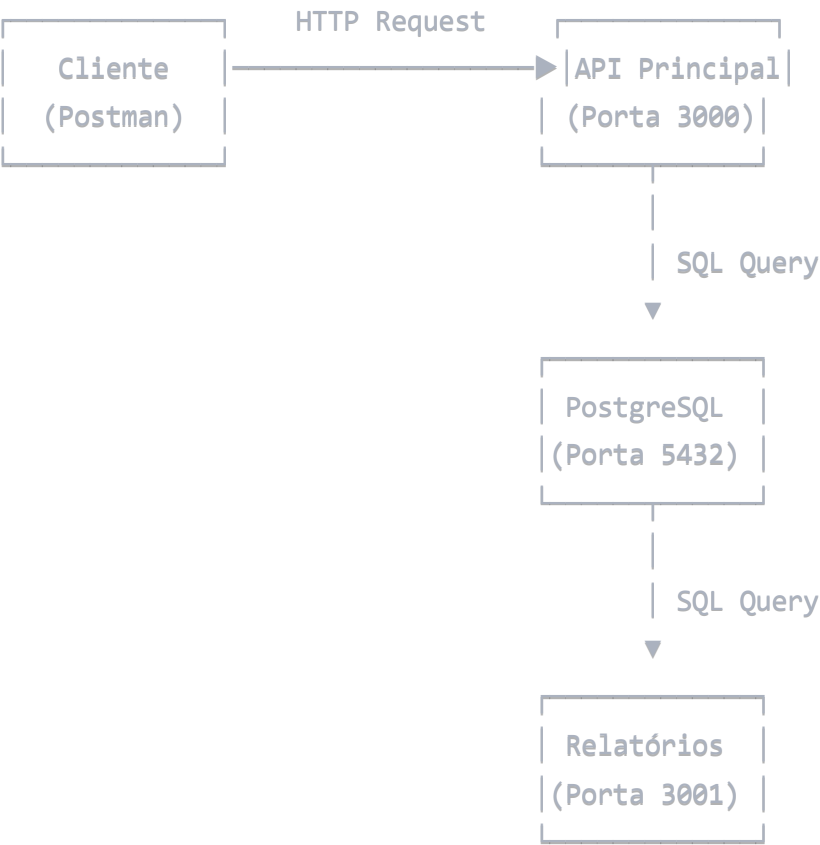 HTTP Request
Cliente
(Postman)
API Principal
(Porta 3000)
SQL Query
PostgreSQL
(Porta 5432)
SQL Query
Relatórios
(Porta 3001)